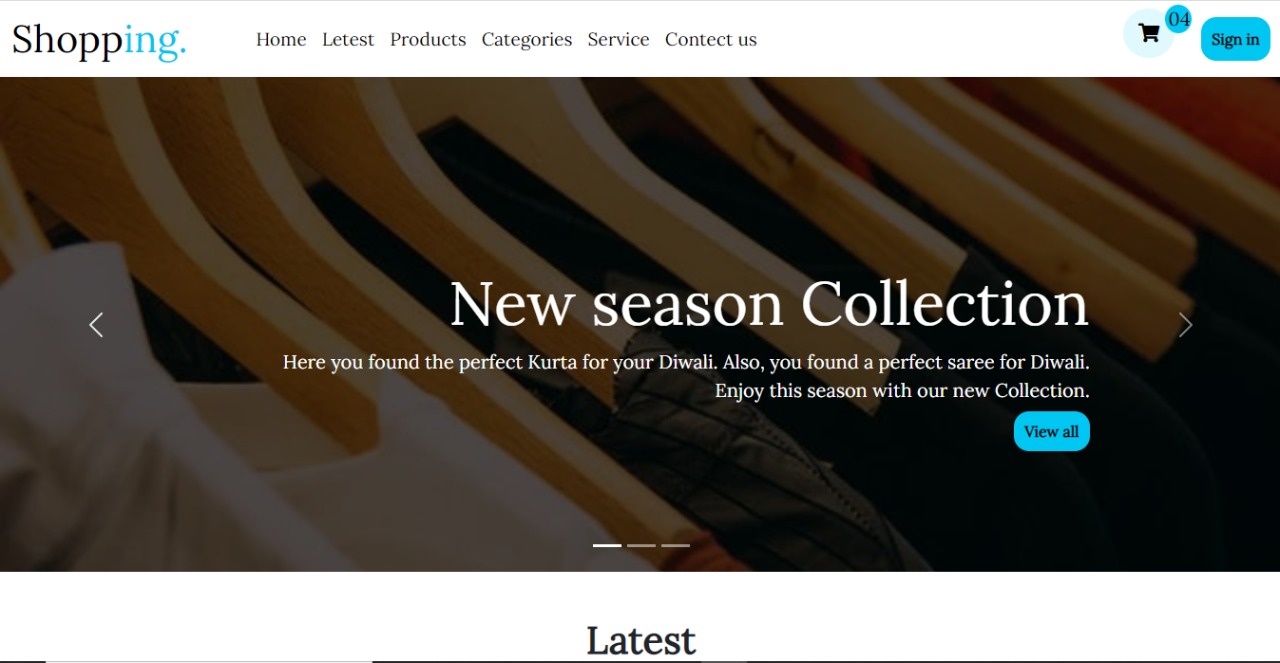 Shopping.
Home Letest Products Categories Service Contect us
04
Sign in
New season Collection
Here you found the perfect Kurta for your Diwali. Also, you found a perfect saree for Diwali.
Enjoy this season with our new Collection.
View all
Latest